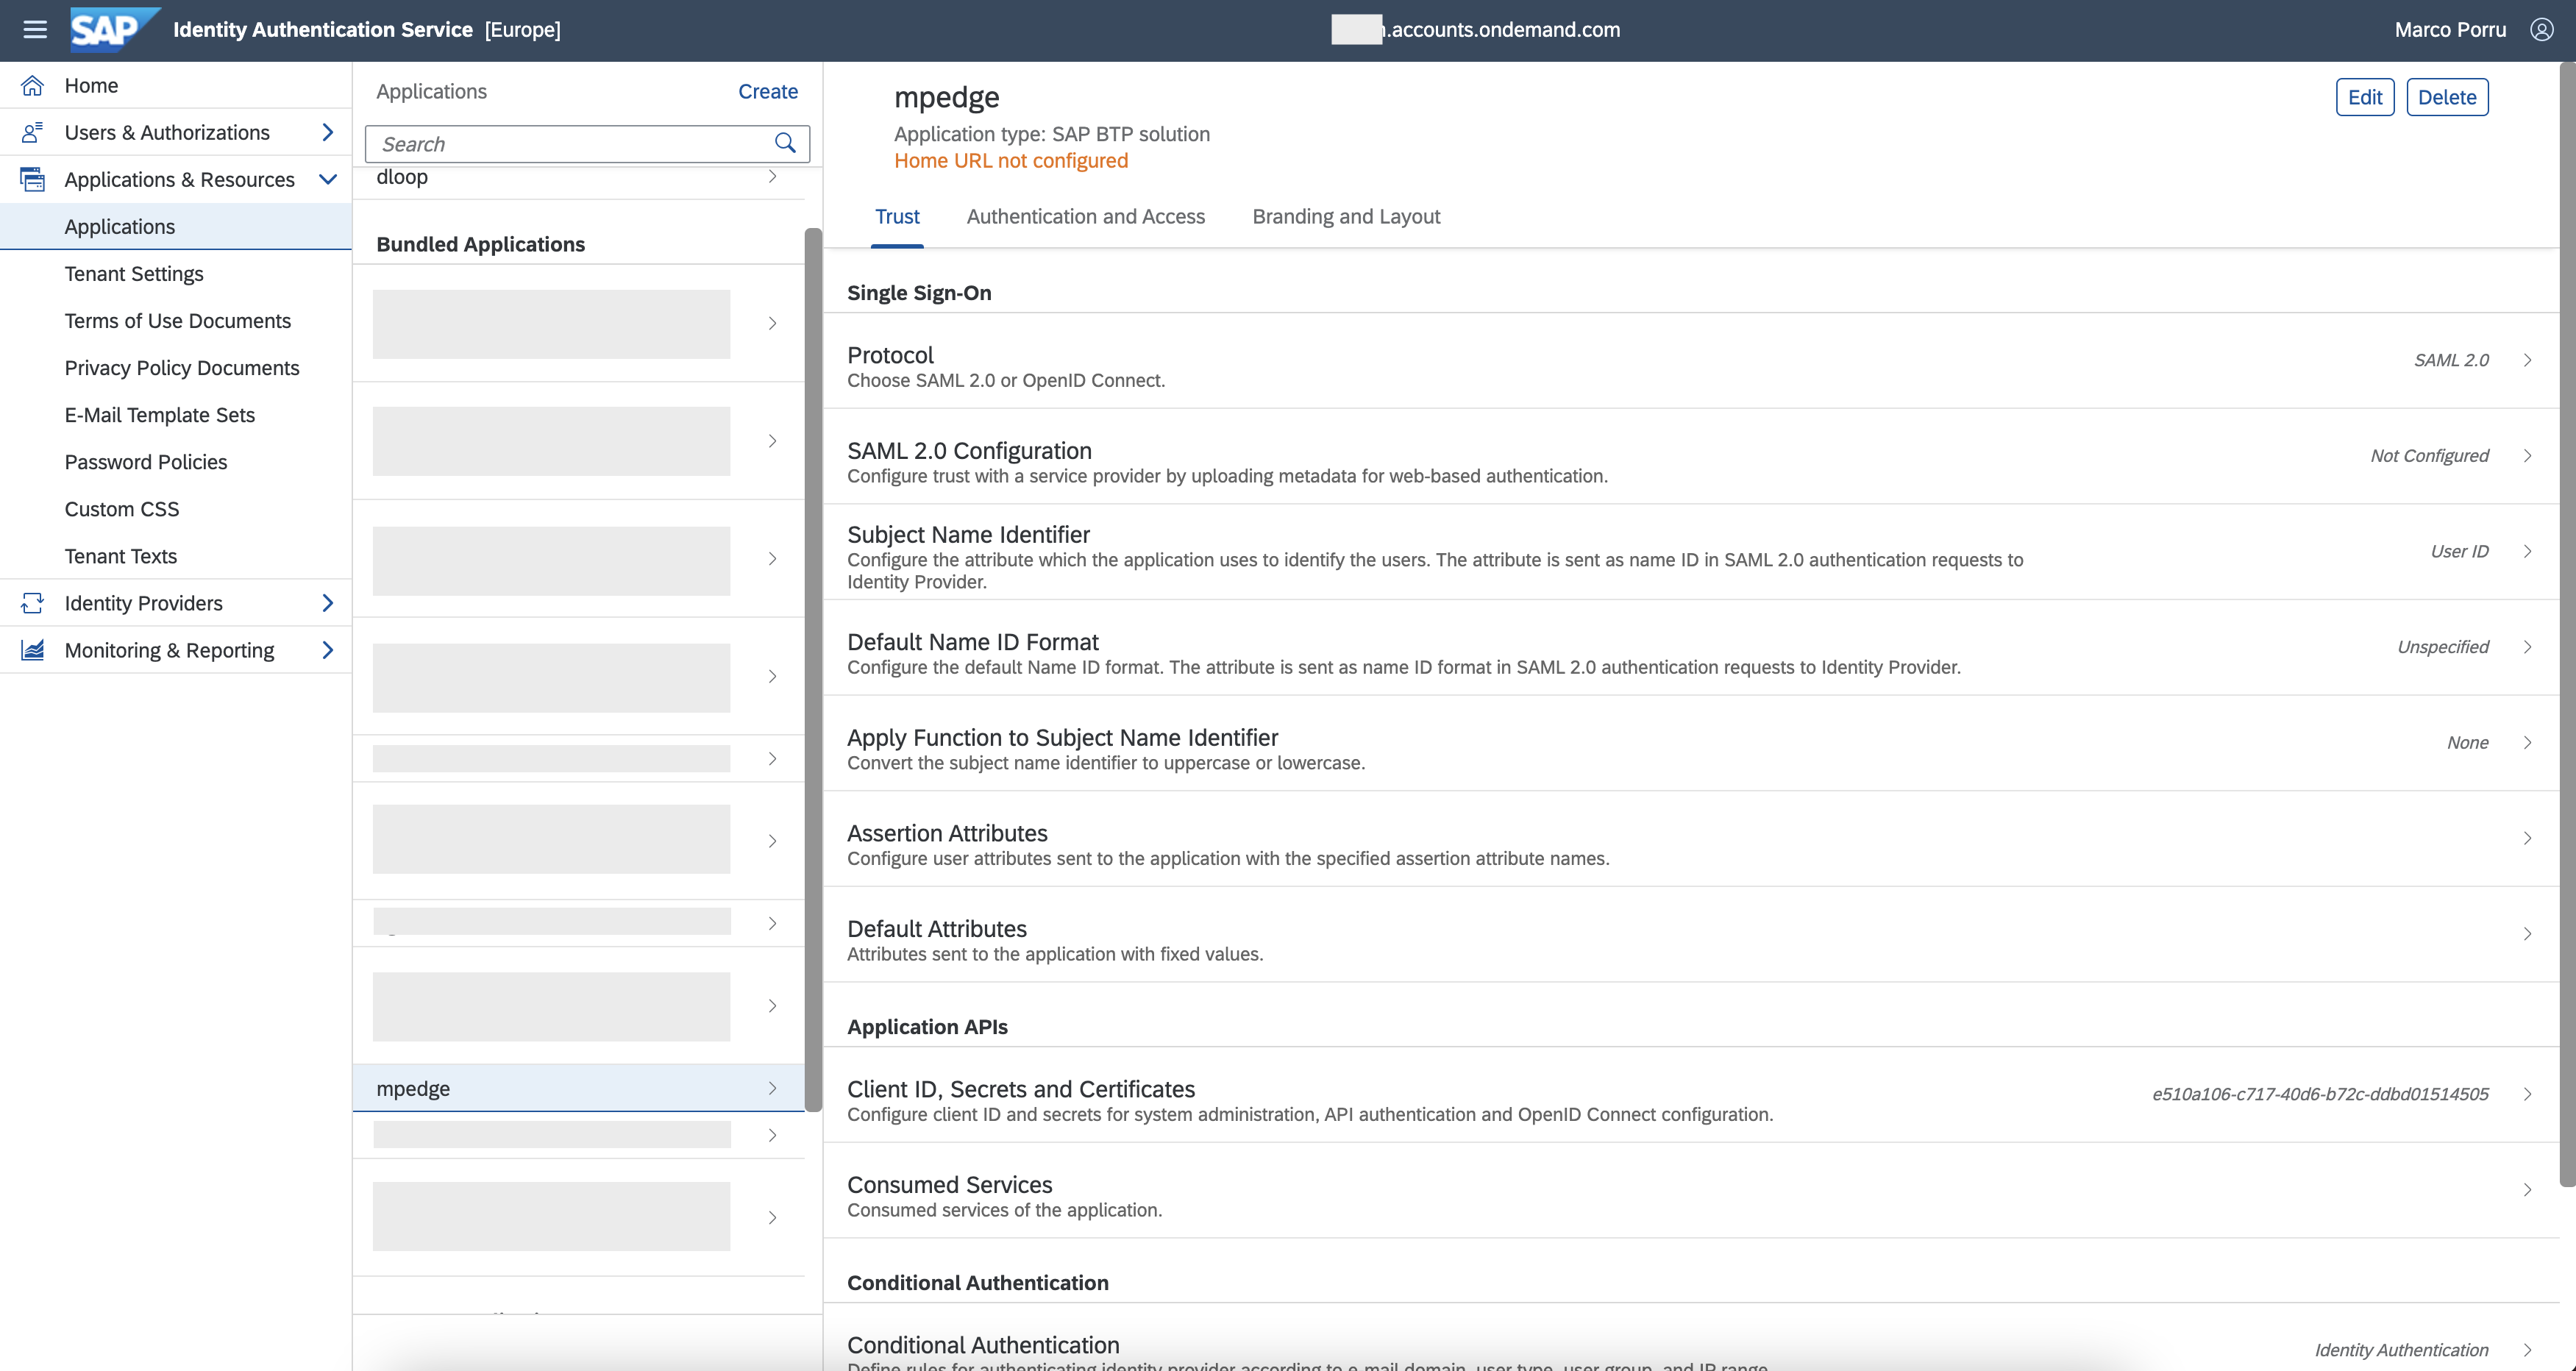 SAP Identity Authentication Service [Europe]
.accounts.ondemand.com
Marco Porru
Home
Users & Authorizations
Applications & Resources
Applications
Tenant Settings
Terms of Use Documents
Privacy Policy Documents
E-Mail Template Sets
Password Policies
Custom CSS
Tenant Texts
Identity Providers
Monitoring & Reporting
Applications
Create
Search
dloop
Bundled Applications
mpedge
mpedge
Application type: SAP BTP solution
Home URL not configured
Edit
Delete
Trust
Authentication and Access
Branding and Layout
Single Sign-On
Protocol
Choose SAML 2.0 or OpenID Connect.
SAML 2.0
SAML 2.0 Configuration
Configure trust with a service provider by uploading metadata for web-based authentication.
Not Configured
Subject Name Identifier
Configure the attribute which the application uses to identify the users. The attribute is sent as name ID in SAML 2.0 authentication requests to
Identity Provider.
User ID
Default Name ID Format
Configure the default Name ID format. The attribute is sent as name ID format in SAML 2.0 authentication requests to Identity Provider.
Unspecified
Apply Function to Subject Name Identifier
Convert the subject name identifier to uppercase or lowercase.
None
Assertion Attributes
Configure user attributes sent to the application with the specified assertion attribute names.
Default Attributes
Attributes sent to the application with fixed values.
Application APIs
Client ID, Secrets and Certificates
Configure client ID and secrets for system administration, API authentication and OpenID Connect configuration.
e510a106-c717-40d6-b72c-ddbd01514505
Consumed Services
Consumed services of the application.
Conditional Authentication
Conditional Authentication
Define rules for authenticating identity provider according to e-mail domain, user type, user group, and IP range
Identity Authentication